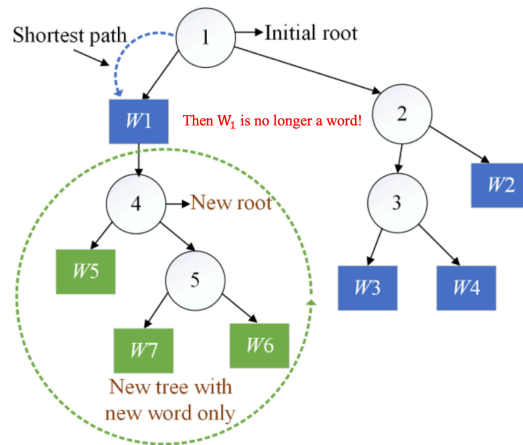 Shortest path
1
Initial root
W1
Then W₁ is no longer a word!
2
W2
4
New root
3
W5
5
W3
W4
W7
W6
New tree with
new word only